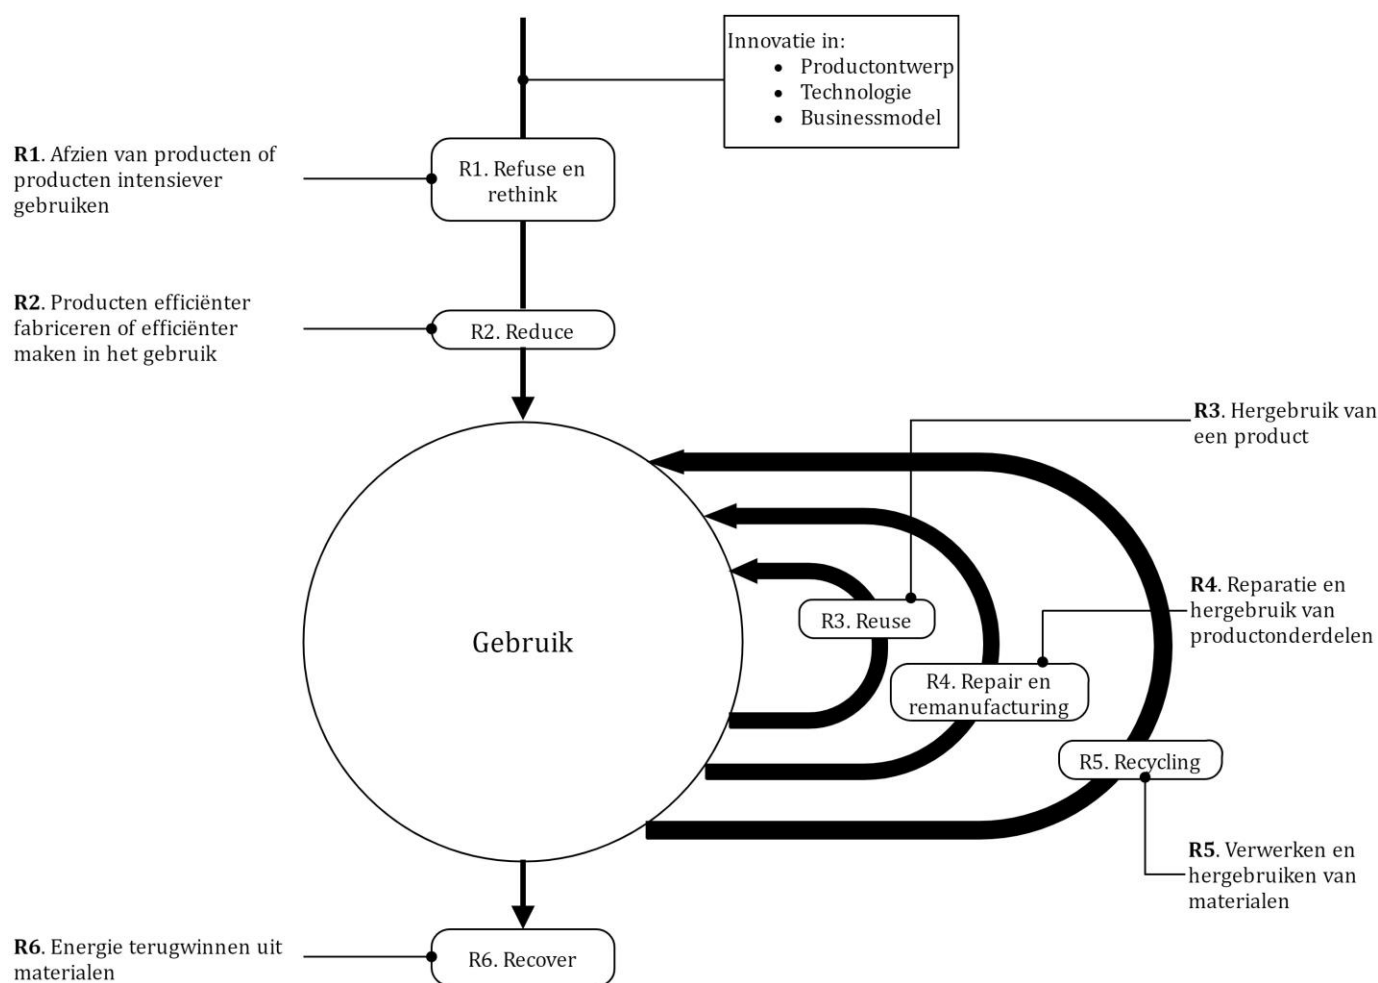 Innovatie in:
• Productontwerp
• Technologie
• Businessmodel
R1. Afzien van producten of
producten intensiever
gebruiken
R1. Refuse en
rethink
R2. Producten efficiënter
fabriceren of efficiënter
maken in het gebruik
R2. Reduce
R3. Hergebruik van
een product
Gebruik
R3. Reuse
R4. Reparatie en
hergebruik van
productonderdelen
R4. Repair en
remanufacturing
R5. Recycling
R5. Verwerken en
hergebruiken van
materialen
R6. Energie terugwinnen uit
materialen
R6. Recover